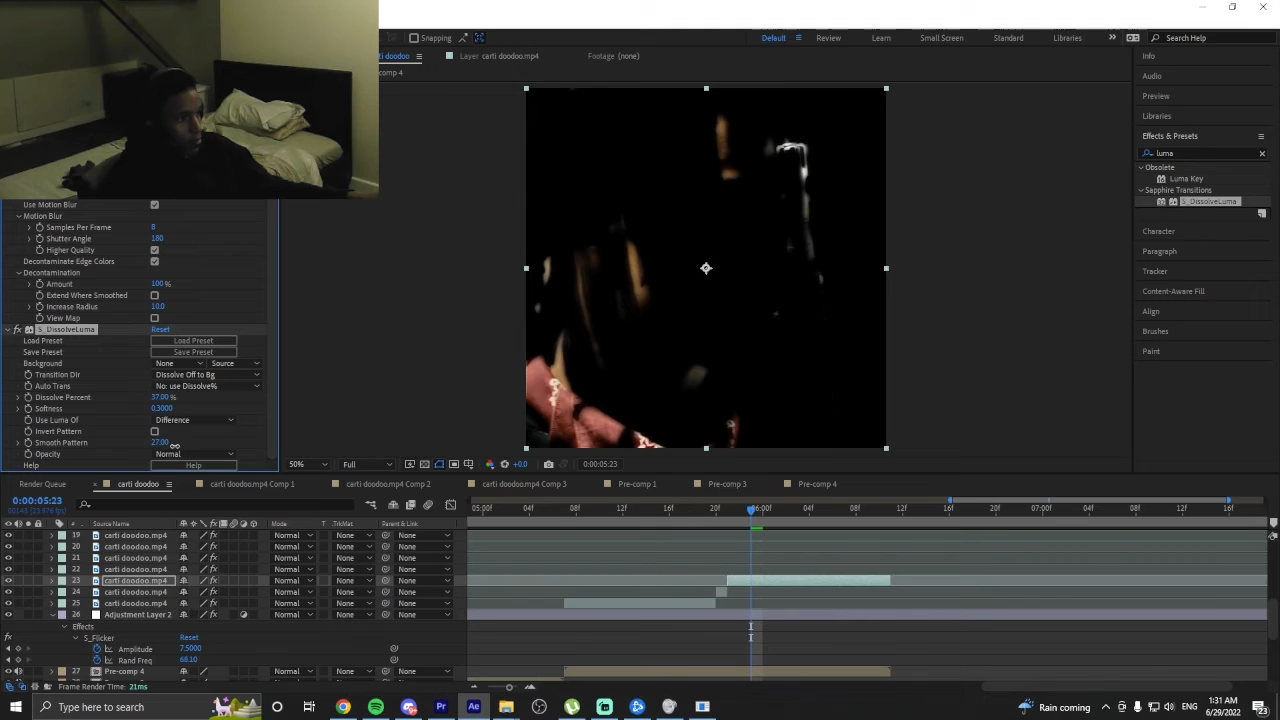 Snapping
Default
Review
Learn
Small Screen
Standard
Libraries
Search Help
carti doodoo
Layer carti doodoo.mp4
Footage (none)
Info
comp 4
Audio
Preview
Libraries
Effects & Presets
luma
Obsolete
Luma Key
Sapphire Transitions
S_DissolveLuma
Character
Paragraph
Tracker
Content-Aware Fill
Align
Brushes
Paint
Use Motion Blur
Motion Blur
Samples Per Frame 8
Shutter Angle 180
Higher Quality
Decontaminate Edge Colors
Decontamination
Amount 100 %
Extend Where Smoothed
Increase Radius 10.0
View Map
fx S_DissolveLuma Reset
Load Preset Load Preset
Save Preset Save Preset
Background None Source
Transition Dir Dissolve Off to Bg
Auto Trans No: use Dissolve%
Dissolve Percent 37.00 %
Softness 0.3000
Use Luma Of Difference
Invert Pattern
Smooth Pattern 27.00
Opacity Normal
Help Help
50% Full +0.0 0:00:05:23
Render Queue carti doodoo carti doodoo.mp4 Comp 1 carti doodoo.mp4 Comp 2 carti doodoo.mp4 Comp 3 Pre-comp 1 Pre-comp 3 Pre-comp 4
0:00:05:23
05:00f 04f 08f 12f 16f 20f 06:00f 04f 08f 12f 16f 20f 07:00f 04f 08f 12f 16f
# Source Name Mode T .TrkMat Parent & Link
19 carti doodoo.mp4 Normal None None
20 carti doodoo.mp4 Normal None None
21 carti doodoo.mp4 Normal None None
22 carti doodoo.mp4 Normal None None
23 carti doodoo.mp4 Normal None None
24 carti doodoo.mp4 Normal None None
25 carti doodoo.mp4 Normal None None
26 Adjustment Layer 2 Normal None None
Effects
S_Flicker Reset
Amplitude 7.5000
Rand Freq 68.10
27 Pre-comp 4 Normal None None
Frame Render Time: 21ms
Type here to search
Ae
Pr
Rain coming
ENG
1:31 AM
6/29/2022
23